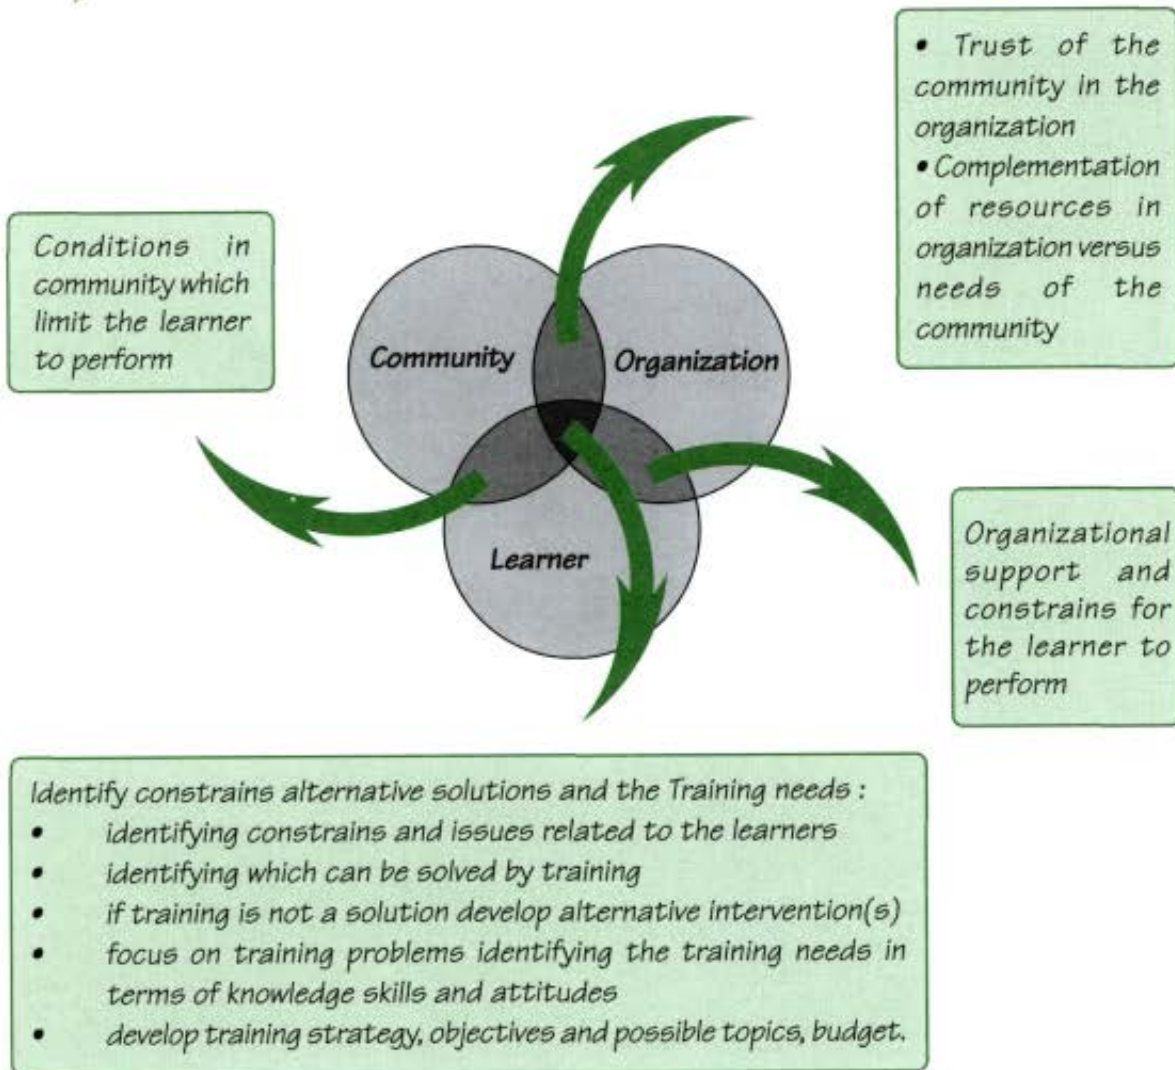 • Trust of the
community in the
organization
• Complementation
of resources in
organization versus
needs of the
community
Conditions in
community which
limit the learner
to perform
Community
Organization
Learner
Organizational
support and
constrains for
the learner to
perform
Identify constrains alternative solutions and the Training needs :
• identifying constrains and issues related to the learners
• identifying which can be solved by training
• if training is not a solution develop alternative intervention(s)
• focus on training problems identifying the training needs in
terms of knowledge skills and attitudes
• develop training strategy, objectives and possible topics, budget.